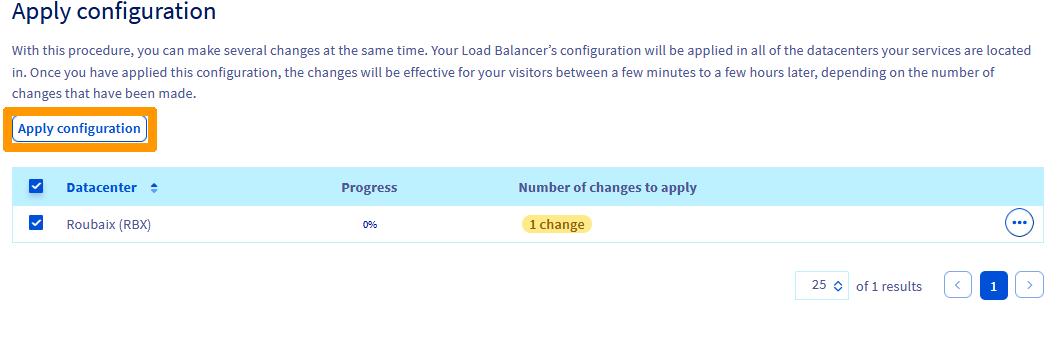 Apply configuration
With this procedure, you can make several changes at the same time. Your Load Balancer’s configuration will be applied in all of the datacenters your services are located
in. Once you have applied this configuration, the changes will be effective for your visitors between a few minutes to a few hours later, depending on the number of
changes that have been made.
Apply configuration
Datacenter Progress Number of changes to apply
Roubaix (RBX) 0% 1 change
25 of 1 results 1